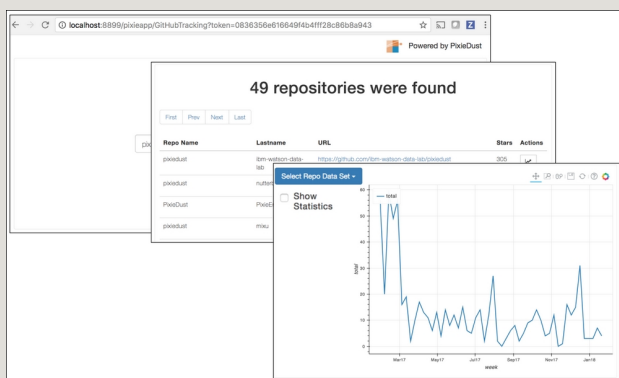 localhost:8899/pixieapp/GitHubTracking?token=0836356e616649f4b4fff28c86b8a943
Powered by PixieDust
49 repositories were found
First Prev Next Last
Repo Name Lastname URL Stars Actions
pixiedust ibm-watson-data-lab https://github.com/ibm-watson-data-lab/pixiedust 305
pixiedust
PixieDust
pixiedust mixu
Select Repo Data Set
Show
Statistics
total
60
50
40
30
20
10
0
total
Mar17 May17 Jul17 Sep17 Nov17 Jan18
week